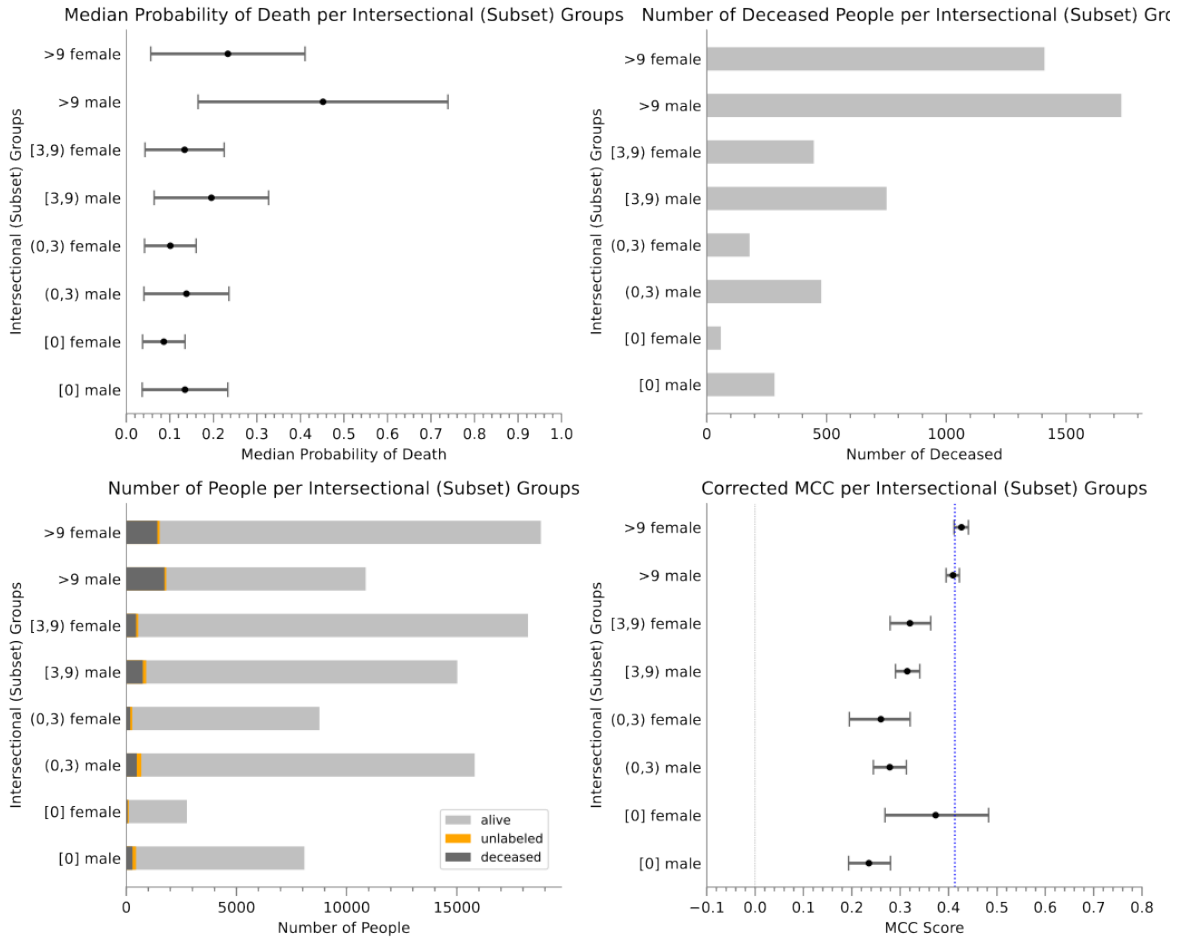 Median Probability of Death per Intersectional (Subset) Groups
Intersectional (Subset) Groups
>9 female
>9 male
[3,9) female
[3,9) male
(0,3) female
(0,3) male
[0] female
[0] male
0.0 0.1 0.2 0.3 0.4 0.5 0.6 0.7 0.8 0.9 1.0
Median Probability of Death
Number of Deceased People per Intersectional (Subset) Gr
Intersectional (Subset) Groups
>9 female
>9 male
[3,9) female
[3,9) male
(0,3) female
(0,3) male
[0] female
[0] male
0 500 1000 1500
Number of Deceased
Number of People per Intersectional (Subset) Groups
Intersectional (Subset) Groups
>9 female
>9 male
[3,9) female
[3,9) male
(0,3) female
(0,3) male
[0] female
[0] male
alive
unlabeled
deceased
0 5000 10000 15000
Number of People
Corrected MCC per Intersectional (Subset) Groups
Intersectional (Subset) Groups
>9 female
>9 male
[3,9) female
[3,9) male
(0,3) female
(0,3) male
[0] female
[0] male
−0.1 0.0 0.1 0.2 0.3 0.4 0.5 0.6 0.7 0.8
MCC Score